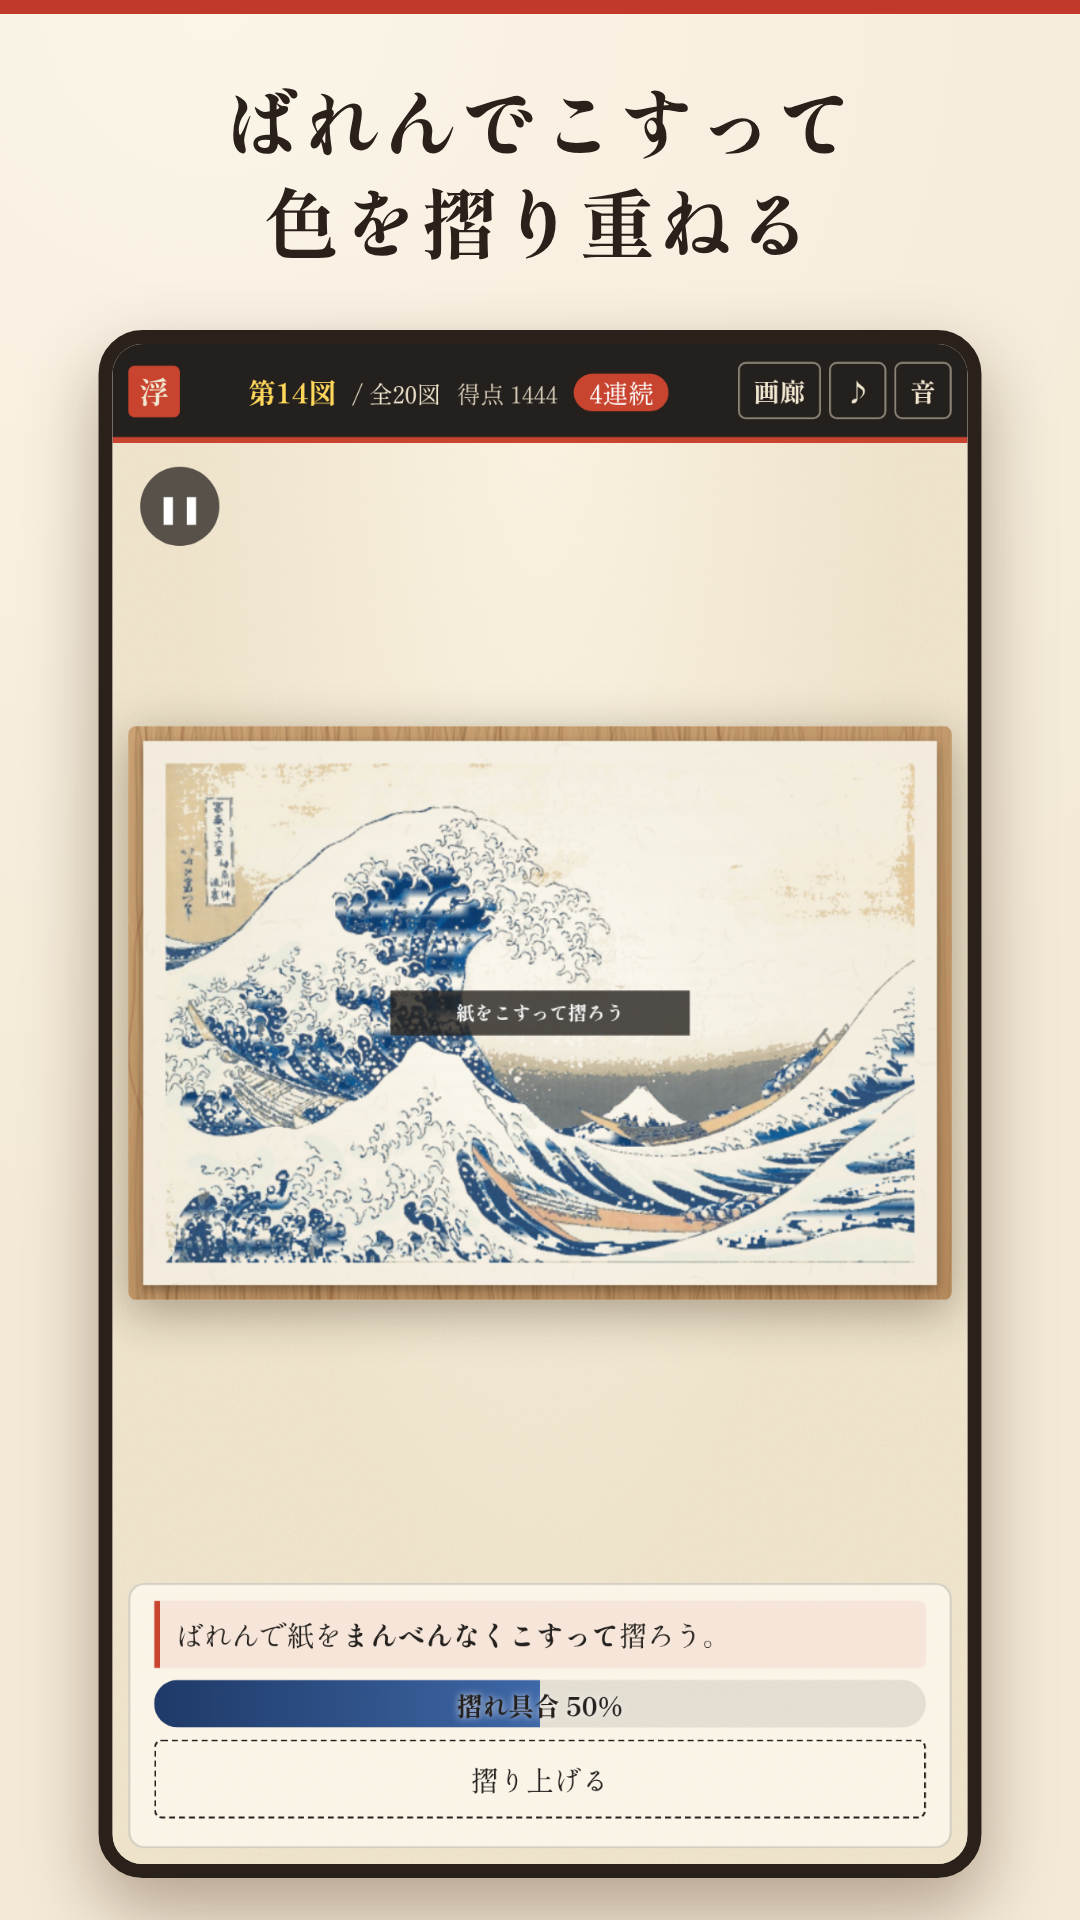 ばれんでこすって
色を摺り重ねる
浮 第14図 / 全20図 得点 1444 4連続 画廊 ♪ 音
紙をこすって摺ろう
ばれんで紙をまんべんなくこすって摺ろう。
摺れ具合 50%
摺り上げる